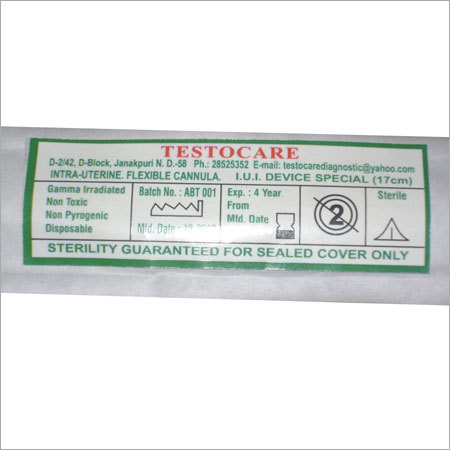 TESTOCARE
D-2/42, D-Block, Janakpuri N. D.-58 Ph.: 28525352 E-mail: testocarediagnostic@yahoo.com
INTRA-UTERINE. FLEXIBLE CANNULA. I.U.I. DEVICE SPECIAL (17cm)
Gamma Irradiated
Non Toxic
Non Pyrogenic
Disposable
Batch No. : ABT 001
Mfd. Date :
Exp. : 4 Year
From
Mfd. Date
2
Sterile
STERILITY GUARANTEED FOR SEALED COVER ONLY